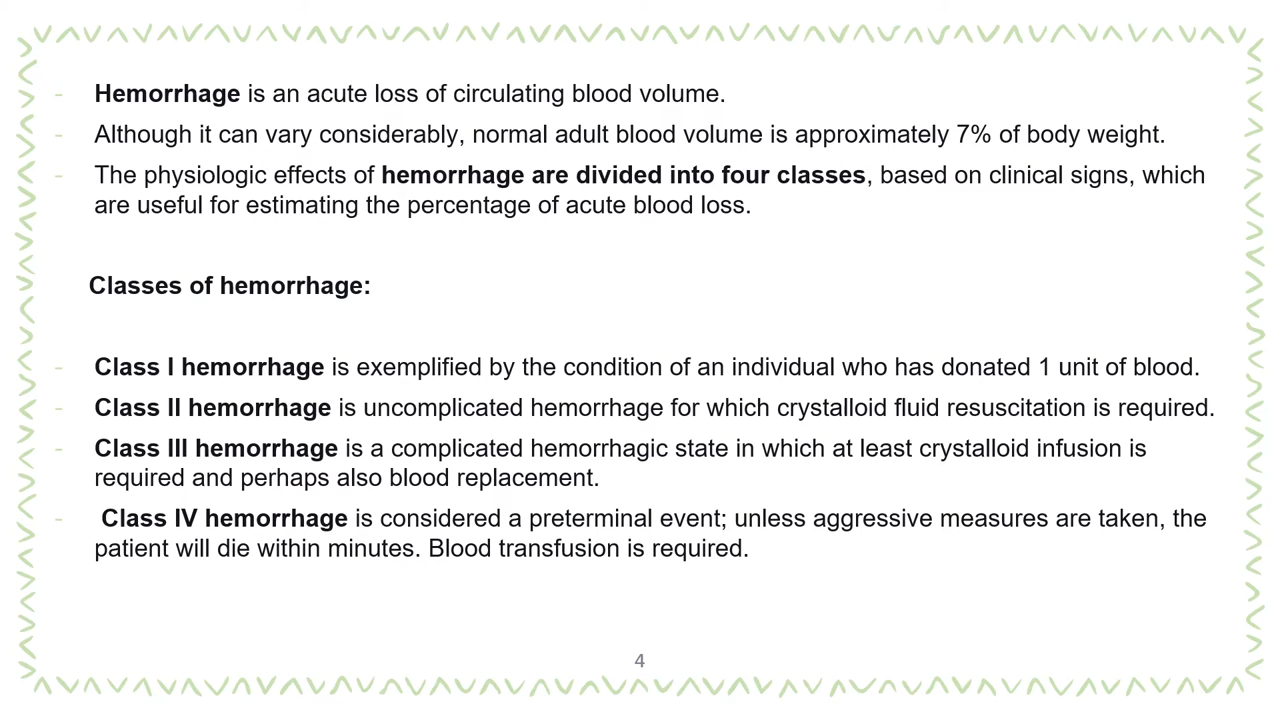 - Hemorrhage is an acute loss of circulating blood volume.
- Although it can vary considerably, normal adult blood volume is approximately 7% of body weight.
- The physiologic effects of hemorrhage are divided into four classes, based on clinical signs, which
are useful for estimating the percentage of acute blood loss.
Classes of hemorrhage:
- Class I hemorrhage is exemplified by the condition of an individual who has donated 1 unit of blood.
- Class II hemorrhage is uncomplicated hemorrhage for which crystalloid fluid resuscitation is required.
- Class III hemorrhage is a complicated hemorrhagic state in which at least crystalloid infusion is
required and perhaps also blood replacement.
- Class IV hemorrhage is considered a preterminal event; unless aggressive measures are taken, the
patient will die within minutes. Blood transfusion is required.
4